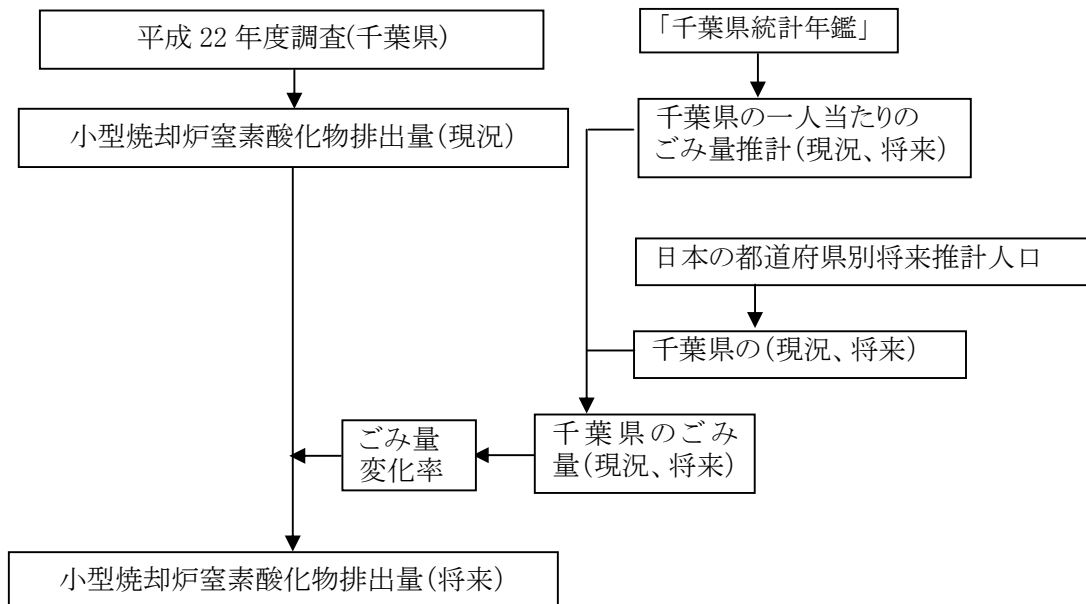 平成 22 年度調査(千葉県)
「千葉県統計年鑑」
小型焼却炉窒素酸化物排出量(現況)
千葉県の一人当たりの
ごみ量推計(現況、将来)
日本の都道府県別将来推計人口
千葉県の(現況、将来)
ごみ量
変化率
千葉県のごみ
量(現況、将来)
小型焼却炉窒素酸化物排出量(将来)